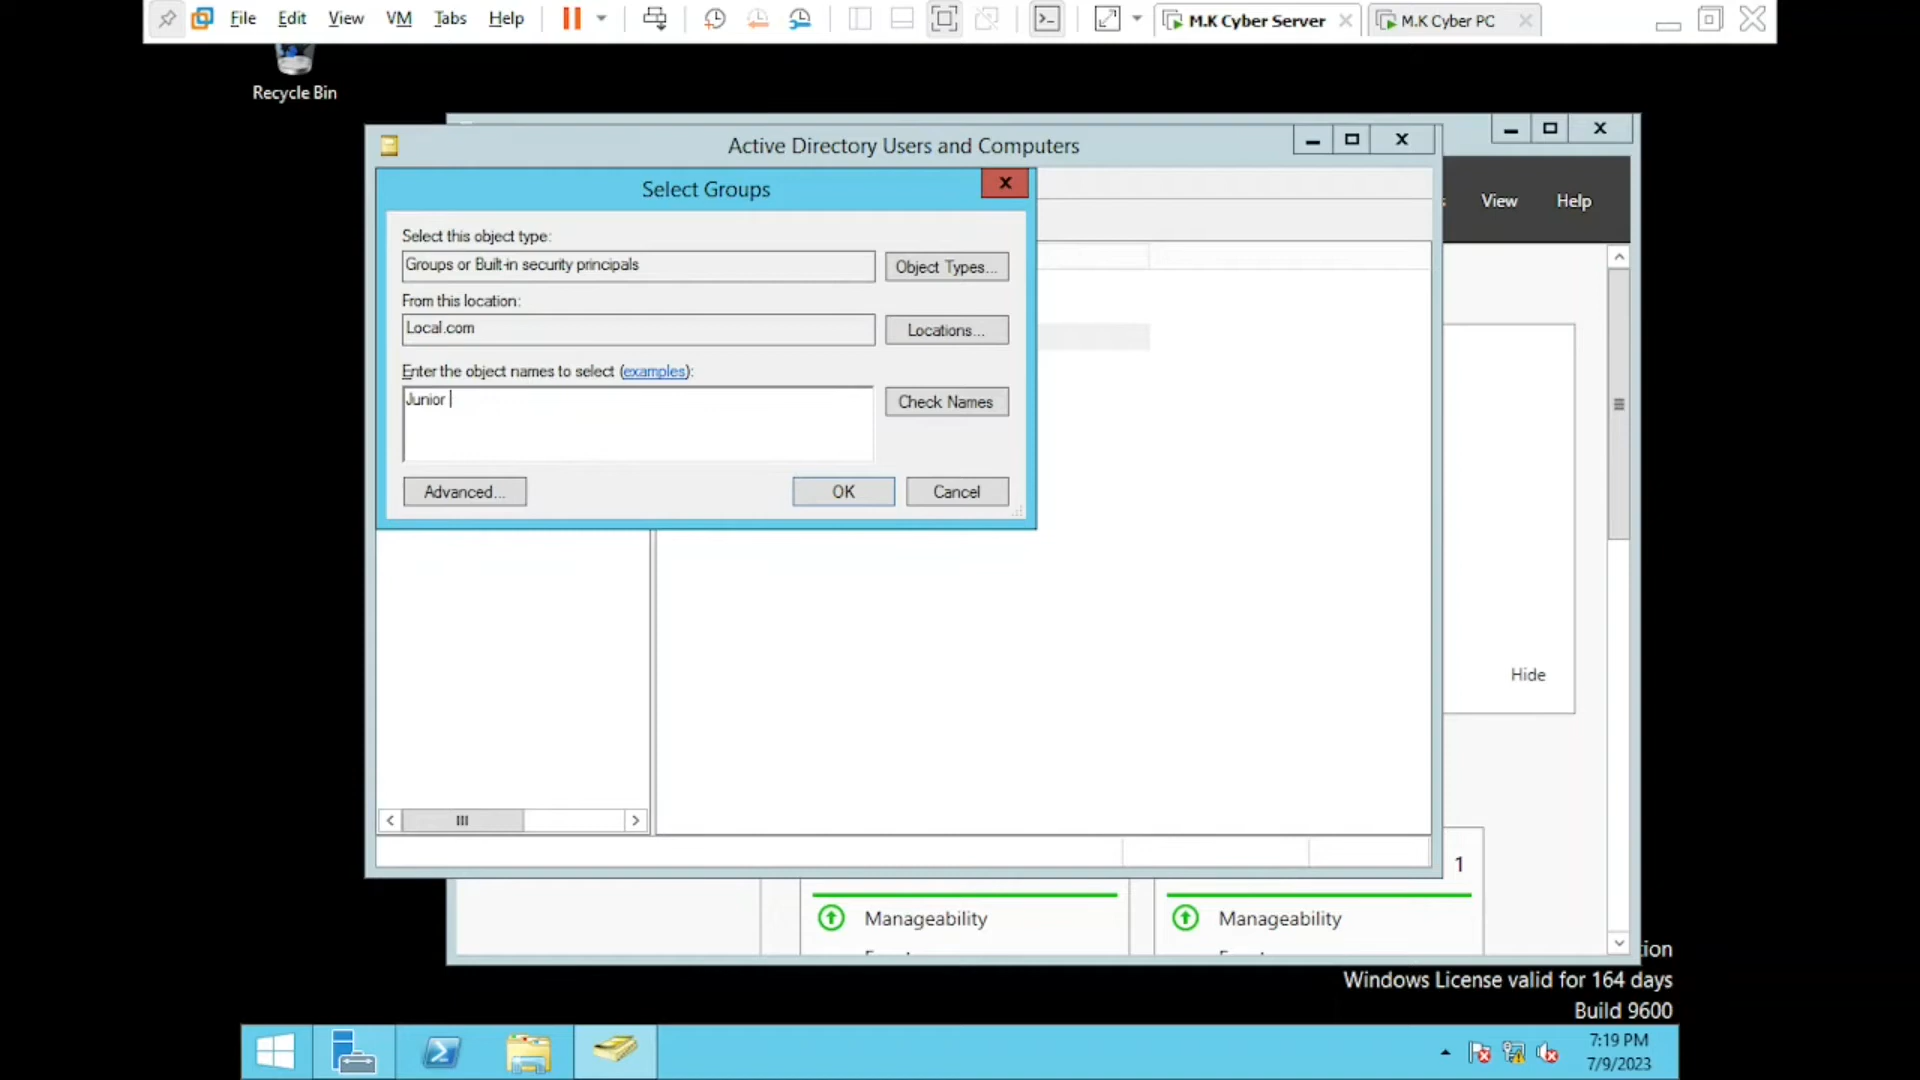 File Edit View VM Tabs Help
M.K Cyber Server
M.K Cyber PC
Recycle Bin
Active Directory Users and Computers
Select Groups
View Help
Select this object type:
Groups or Built-in security principals
Object Types...
From this location:
Local.com
Locations...
Enter the object names to select (examples):
Junior
Check Names
Advanced...
OK
Cancel
Hide
1
Manageability
Manageability
Windows License valid for 164 days
Build 9600
7:19 PM
7/9/2023